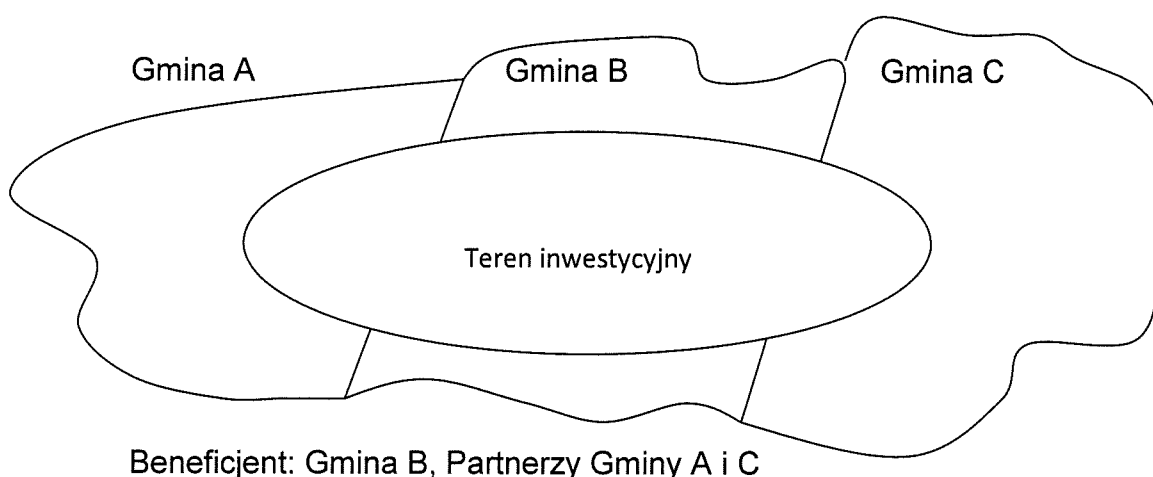 Gmina A
Gmina B
Gmina C
Teren inwestycyjny
Beneficjent: Gmina B, Partnerzy Gminy A i C